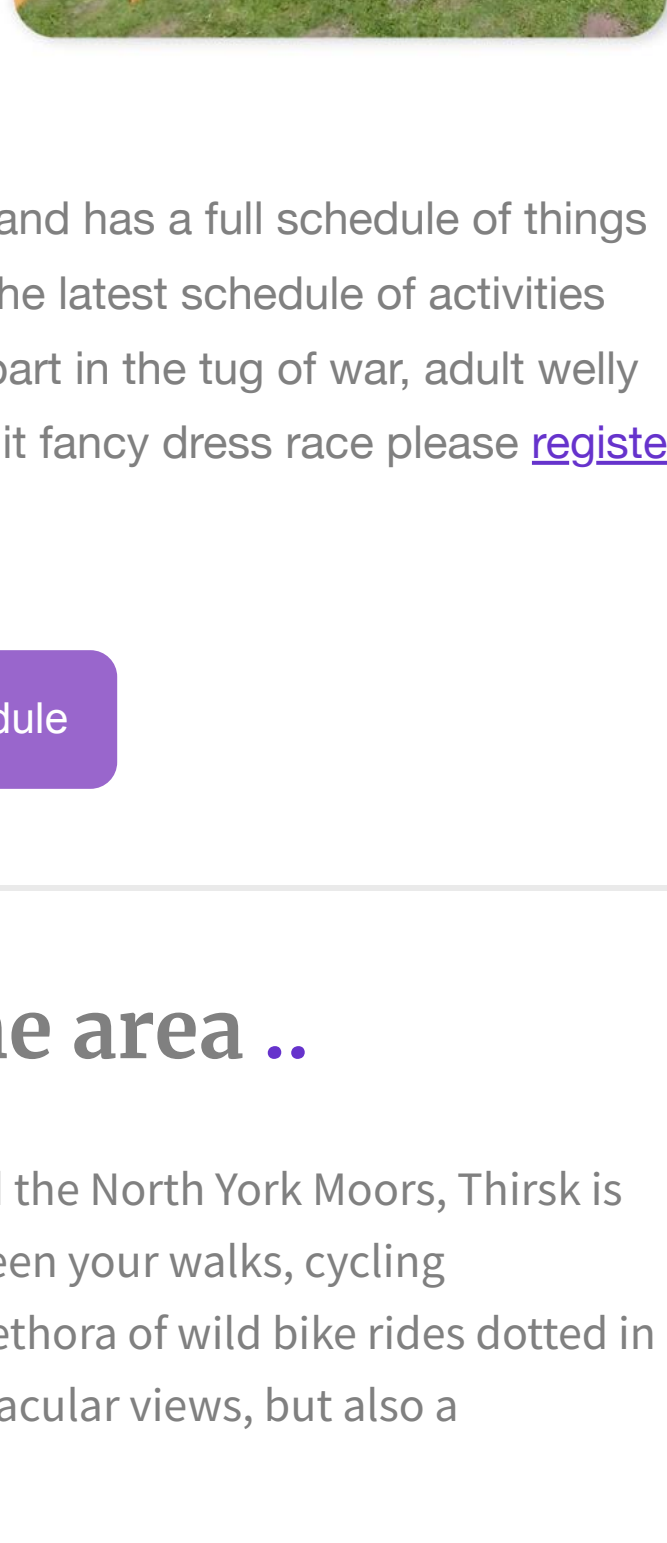 and has a full schedule of things
he latest schedule of activities
part in the tug of war, adult welly
it fancy dress race please registe
dule
e area ..
the North York Moors, Thirsk is
een your walks, cycling
ethora of wild bike rides dotted in
acular views, but also a